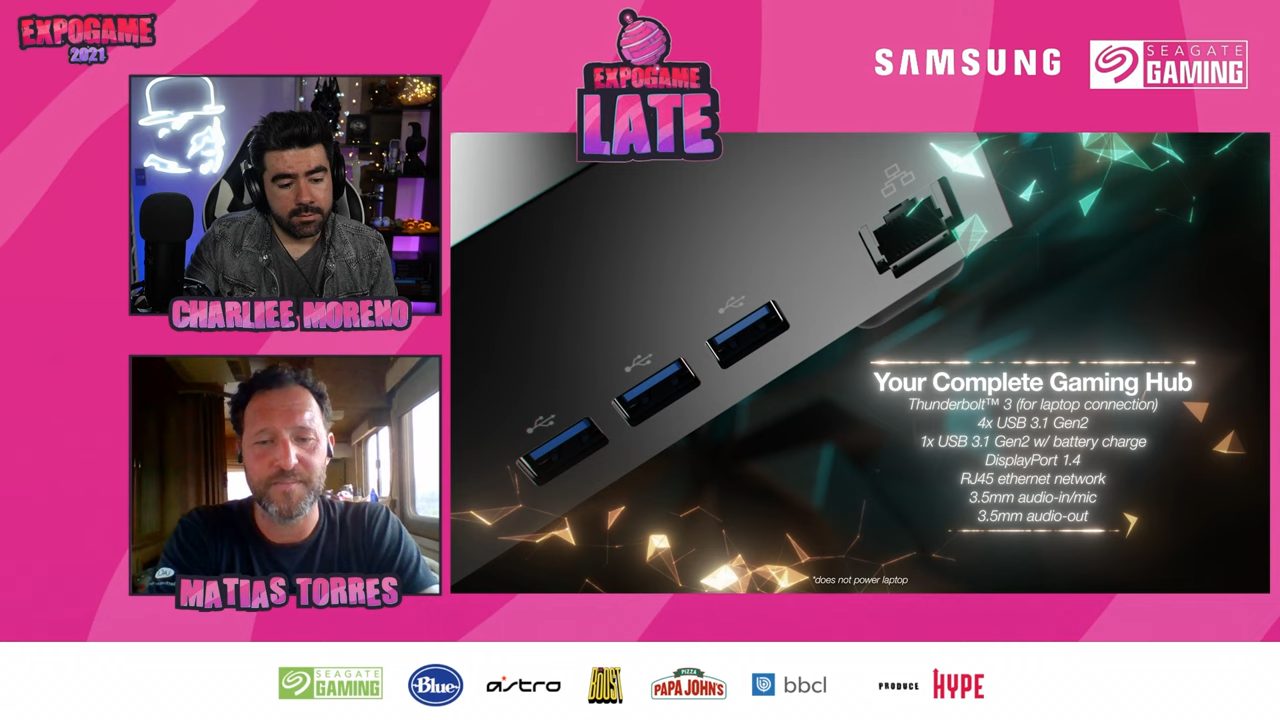 EXPOGAME
2021
EXPOGAME
LATE
SAMSUNG
SEAGATE
GAMING
CHARLIEE MORENO
MATIAS TORRES
Your Complete Gaming Hub
Thunderbolt™ 3 (for laptop connection)
4x USB 3.1 Gen2
1x USB 3.1 Gen2 w/ battery charge
DisplayPort 1.4
RJ45 ethernet network
3.5mm audio-in/mic
3.5mm audio-out
*does not power laptop
SEAGATE
GAMING
Blue
astro
BOOST
PIZZA
PAPA JOHN'S
bbcl
PRODUCE HYPE